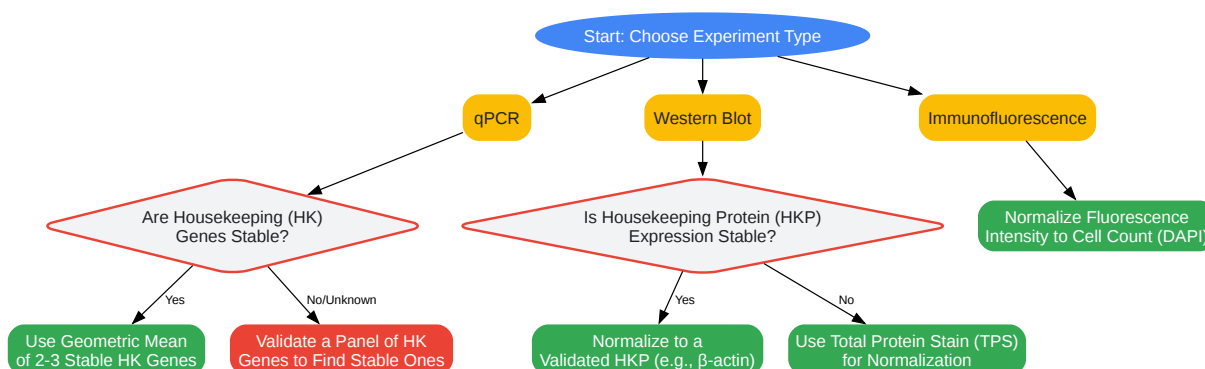 Start: Choose Experiment Type
qPCR
Western Blot
Immunofluorescence
Are Housekeeping (HK)
Genes Stable?
Is Housekeeping Protein (HKP)
Expression Stable?
Normalize Fluorescence
Intensity to Cell Count (DAPI)
Yes
No/Unknown
Yes
No
Use Geometric Mean
of 2-3 Stable HK Genes
Validate a Panel of HK
Genes to Find Stable Ones
Normalize to a
Validated HKP (e.g., β-actin)
Use Total Protein Stain (TPS)
for Normalization